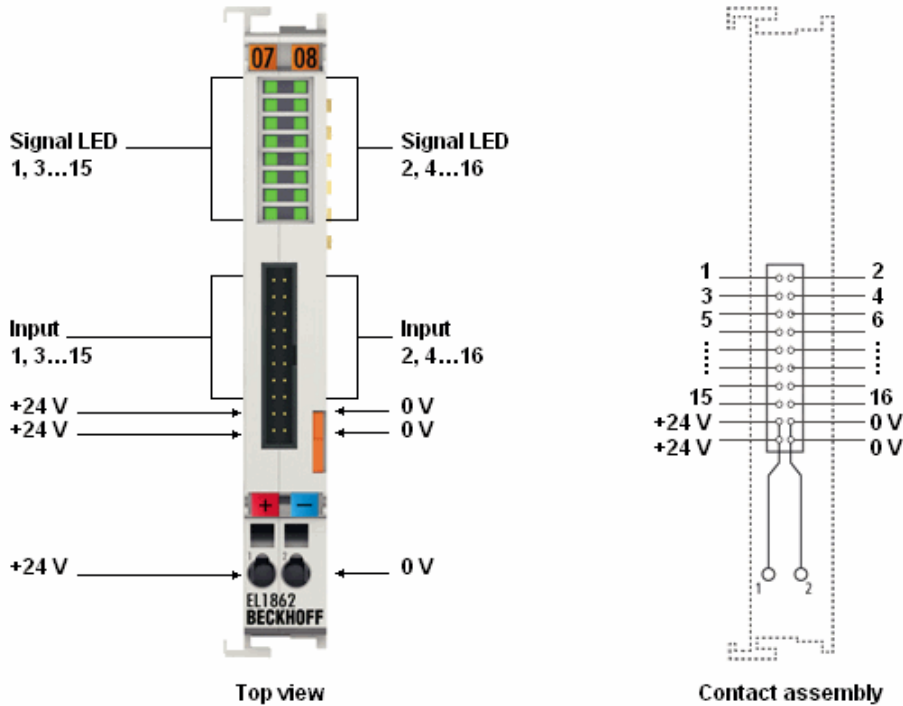 07 08
Signal LED
1, 3...15
Signal LED
2, 4...16
Input
1, 3...15
Input
2, 4...16
+24 V
0 V
+24 V
0 V
+ −
+24 V
0 V
1 2
EL1862
BECKHOFF
Top view
1 2
3 4
5 6
15 16
+24 V 0 V
+24 V 0 V
1 2
Contact assembly